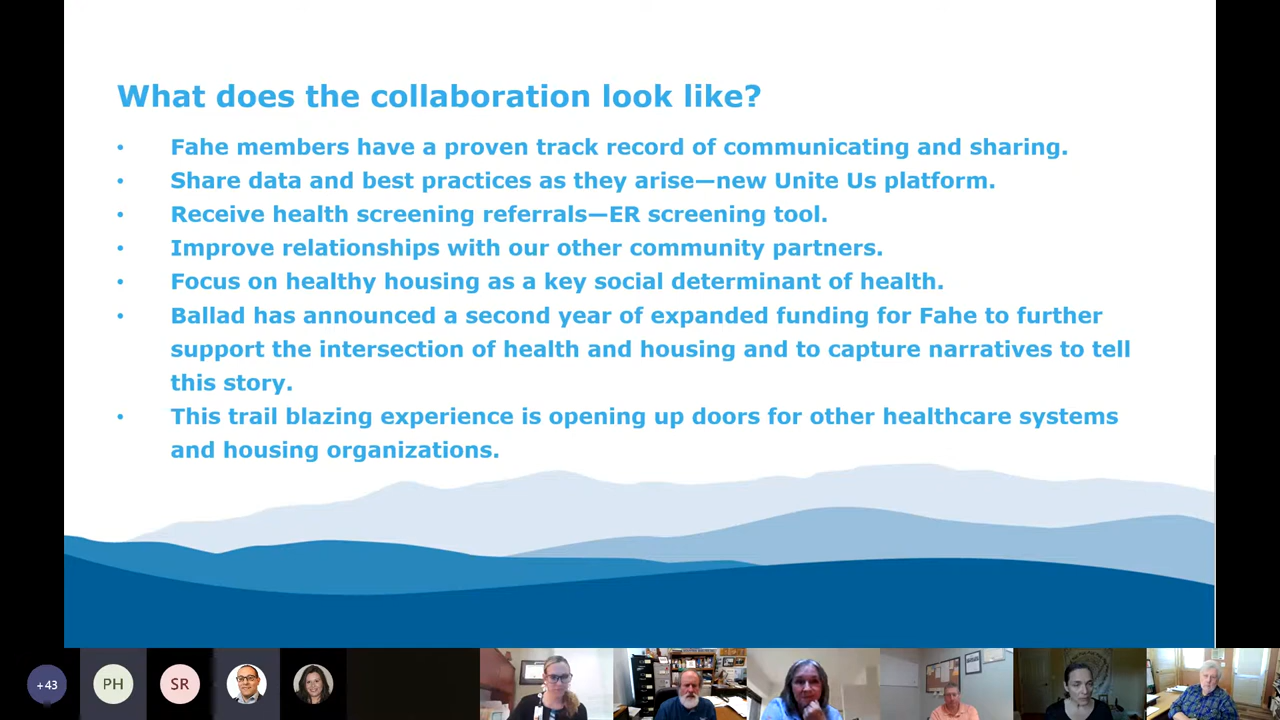 What does the collaboration look like?
• Fahe members have a proven track record of communicating and sharing.
• Share data and best practices as they arise—new Unite Us platform.
• Receive health screening referrals—ER screening tool.
• Improve relationships with our other community partners.
• Focus on healthy housing as a key social determinant of health.
• Ballad has announced a second year of expanded funding for Fahe to further
support the intersection of health and housing and to capture narratives to tell
this story.
• This trail blazing experience is opening up doors for other healthcare systems
and housing organizations.
+43 PH SR